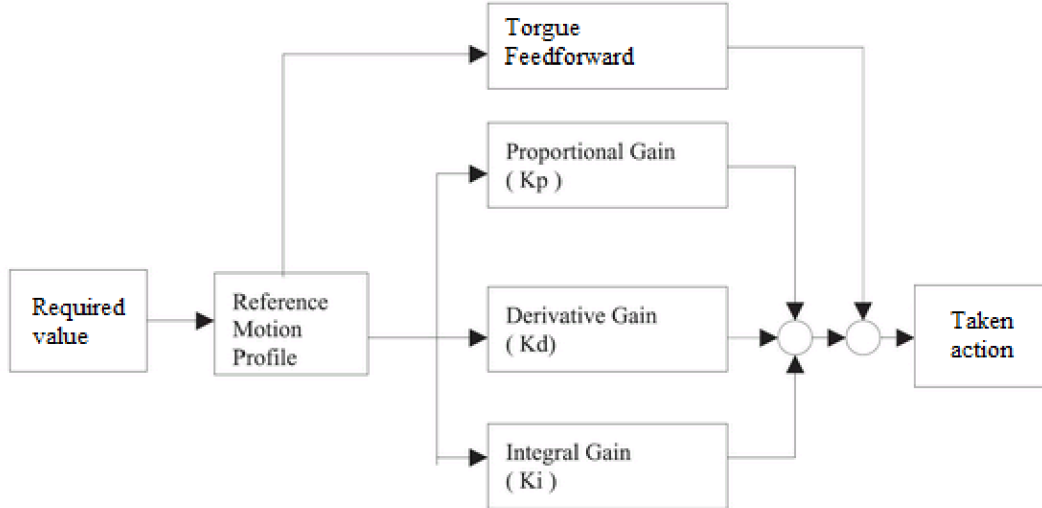 Torgue
Feedforward
Proportional Gain
( Kp )
Required
value
Reference
Motion
Profile
Derivative Gain
( Kd)
Taken
action
Integral Gain
( Ki )